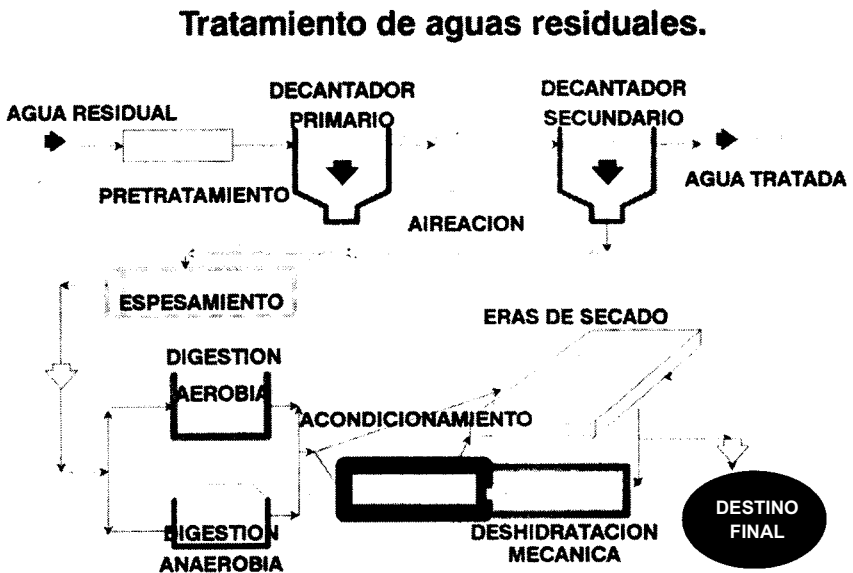 Tratamiento de aguas residuales.
AGUA RESIDUAL
DECANTADOR
PRIMARIO
DECANTADOR
SECUNDARIO
PRETRATAMIENTO
AIREACION
AGUA TRATADA
ESPESAMIENTO
ERAS DE SECADO
DIGESTION
AEROBIA
ACONDICIONAMIENTO
DIGESTION
ANAEROBIA
DESHIDRATACION
MECANICA
DESTINO
FINAL